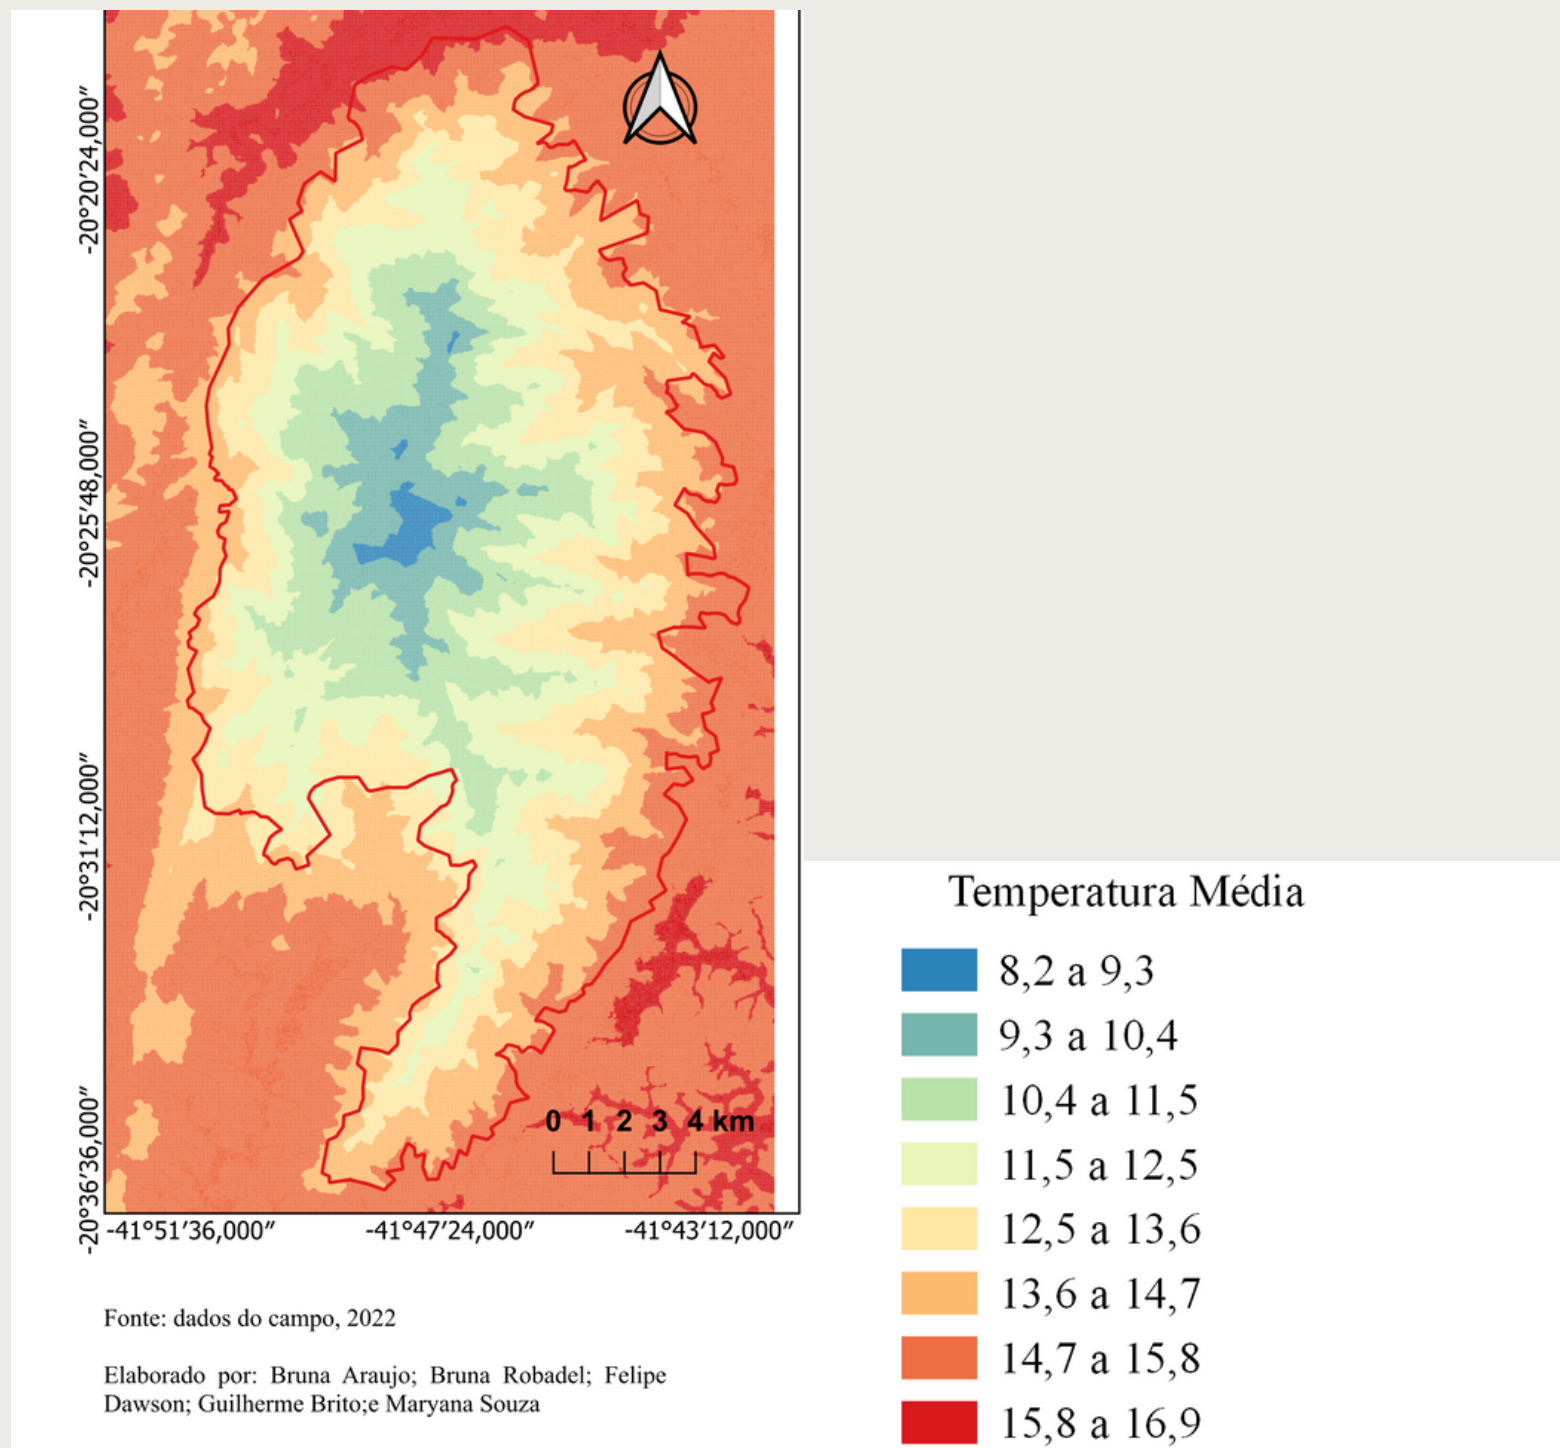 -20°20′24,000″
-20°25′48,000″
-20°31′12,000″
-20°36′36,000″
0 1 2 3 4 km
-41°51′36,000″ -41°47′24,000″ -41°43′12,000″
Fonte: dados do campo, 2022
Elaborado por: Bruna Araujo; Bruna Robadel; Felipe
Dawson; Guilherme Brito;e Maryana Souza
Temperatura Média
8,2 a 9,3
9,3 a 10,4
10,4 a 11,5
11,5 a 12,5
12,5 a 13,6
13,6 a 14,7
14,7 a 15,8
15,8 a 16,9